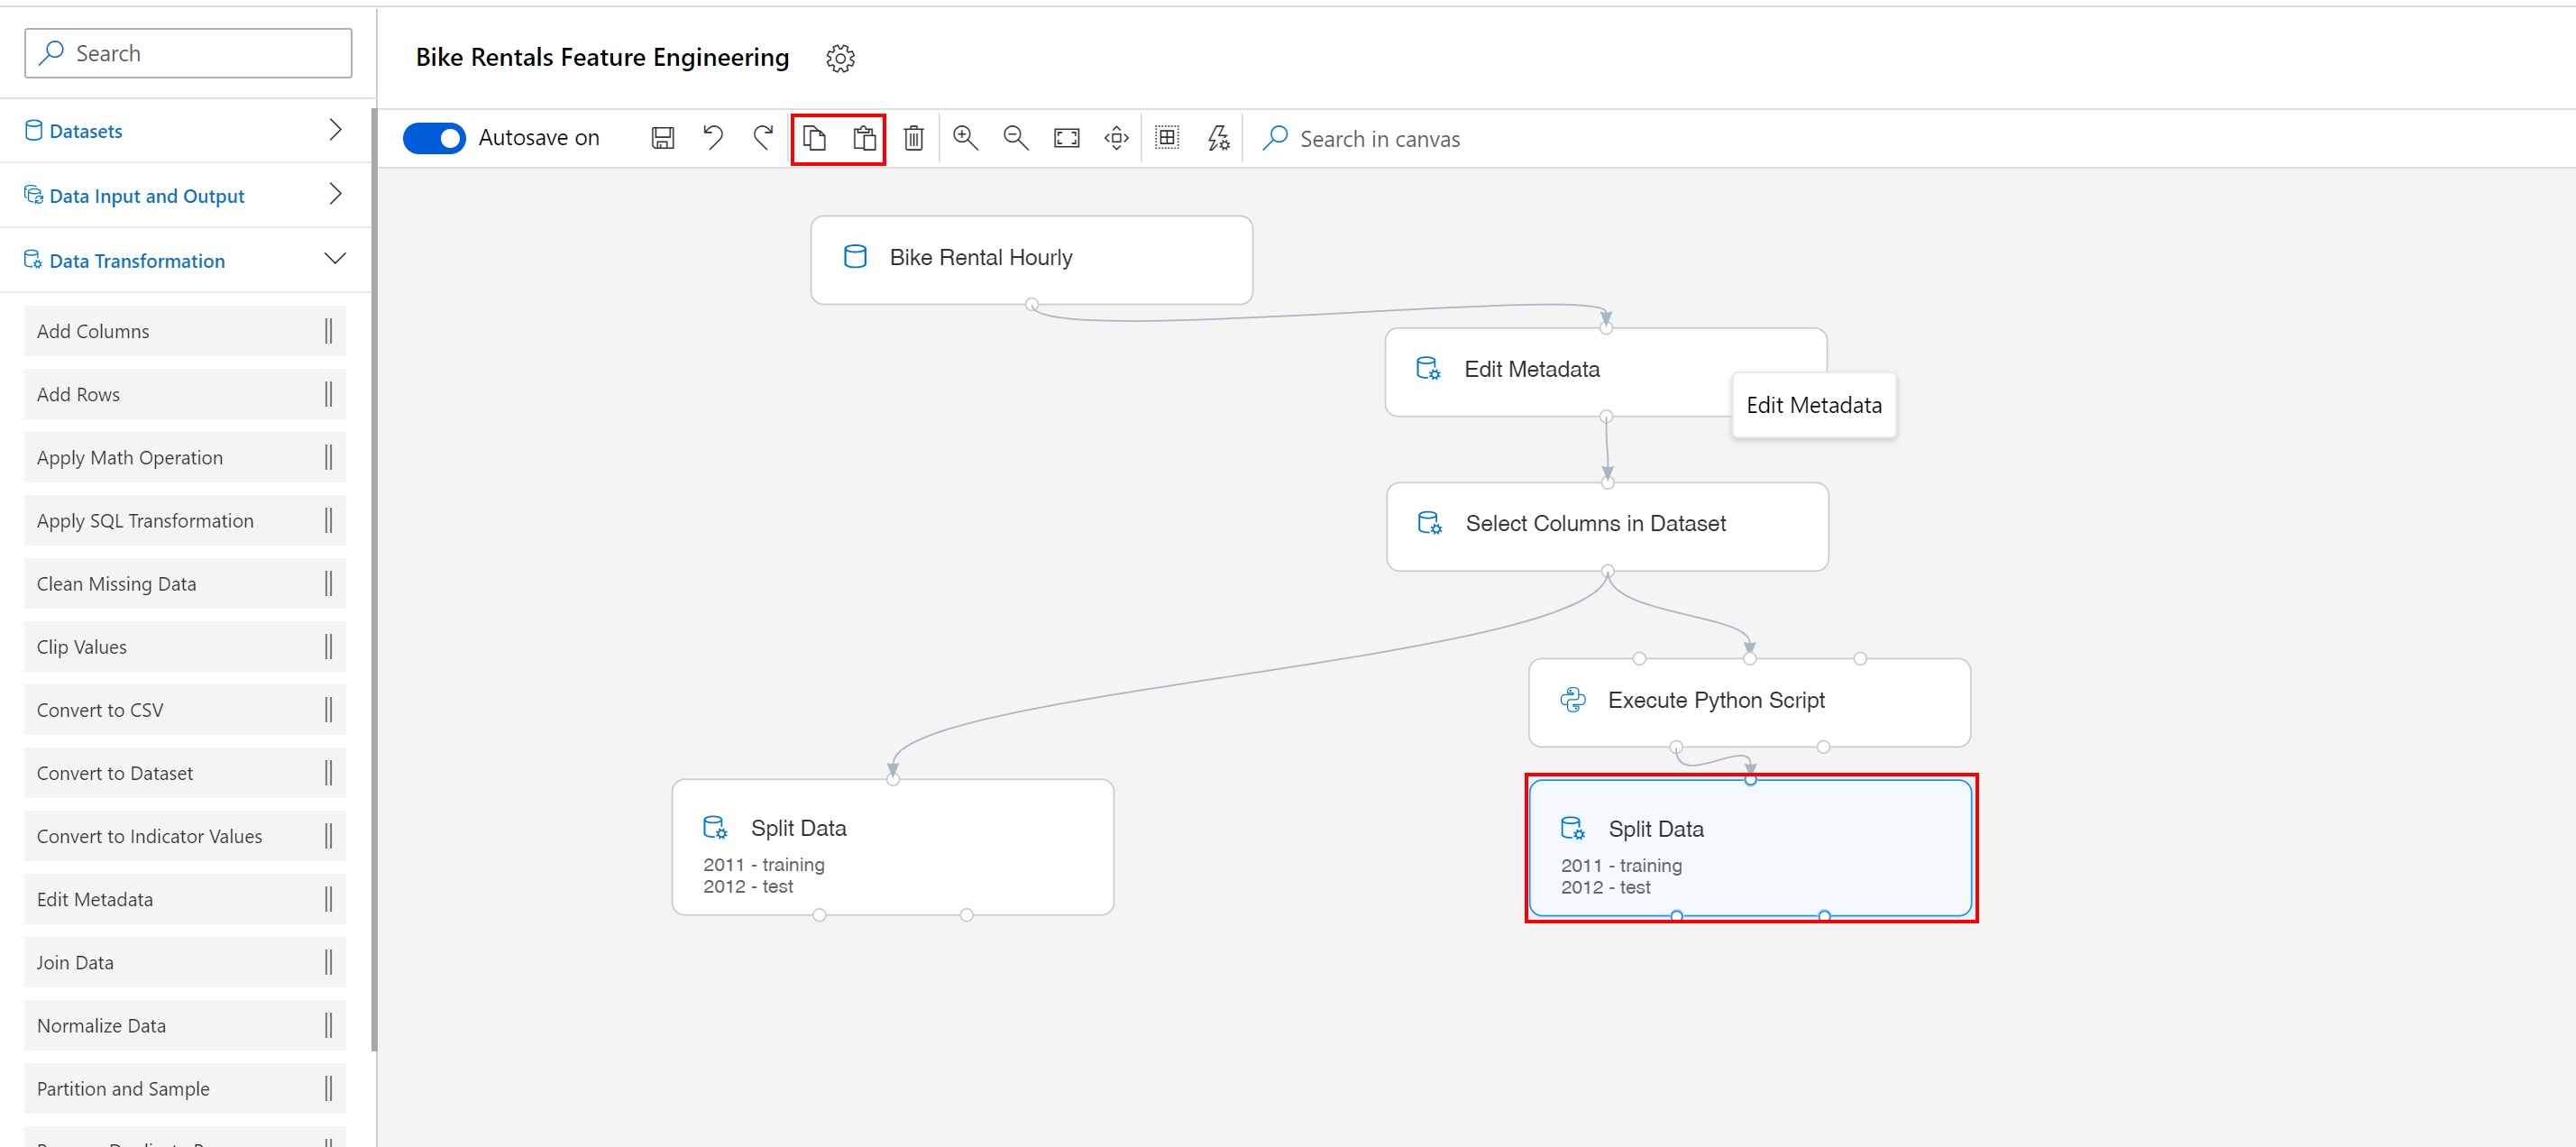 Search
Datasets
Data Input and Output
Data Transformation
Add Columns
Add Rows
Apply Math Operation
Apply SQL Transformation
Clean Missing Data
Clip Values
Convert to CSV
Convert to Dataset
Convert to Indicator Values
Edit Metadata
Join Data
Normalize Data
Partition and Sample
Bike Rentals Feature Engineering
Autosave on
Search in canvas
Bike Rental Hourly
Edit Metadata
Edit Metadata
Select Columns in Dataset
Execute Python Script
Split Data
2011 - training
2012 - test
Split Data
2011 - training
2012 - test